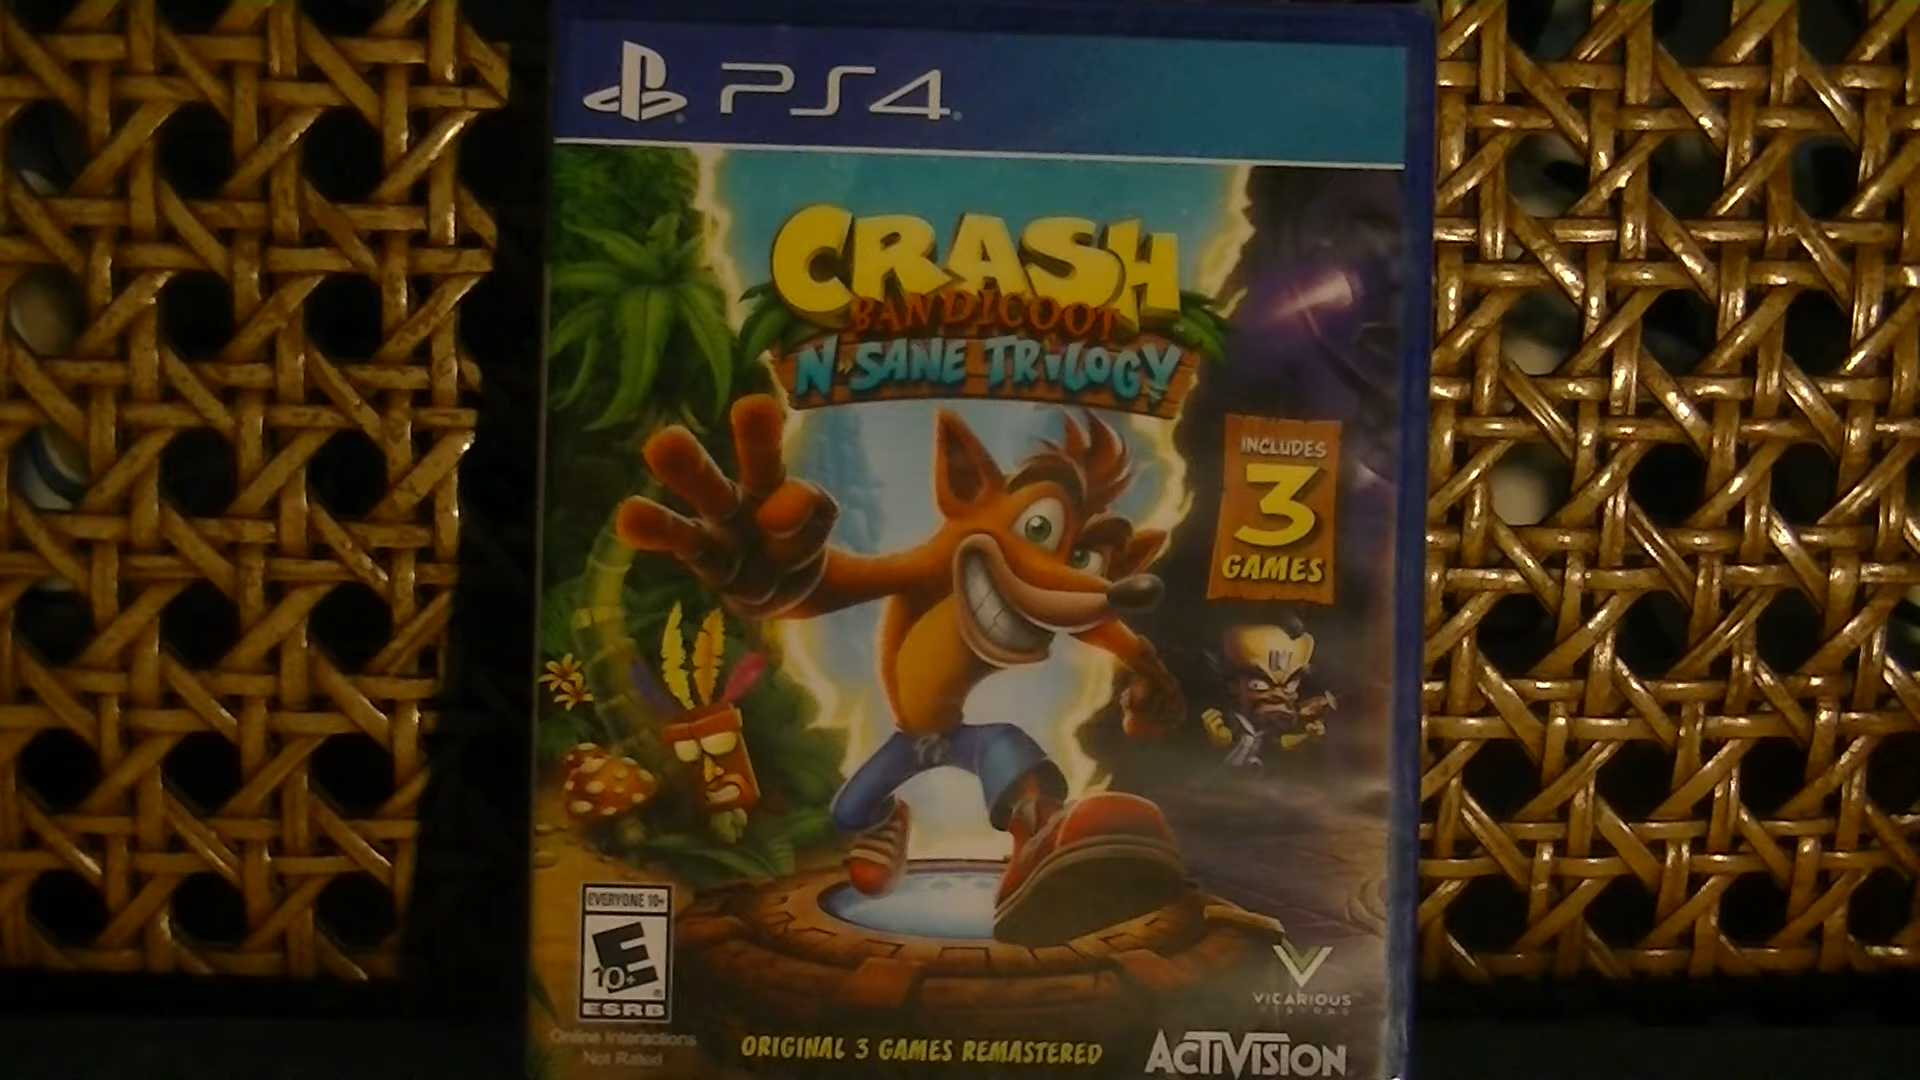 PS4
CRASH
BANDICOOT
N. SANE TRILOGY
INCLUDES
3
GAMES
N
EVERYONE 10+
E
10+
ESRB
Online Interactions
Not Rated
ORIGINAL 3 GAMES REMASTERED
VICARIOUS
VISIONS
ACTIVISION